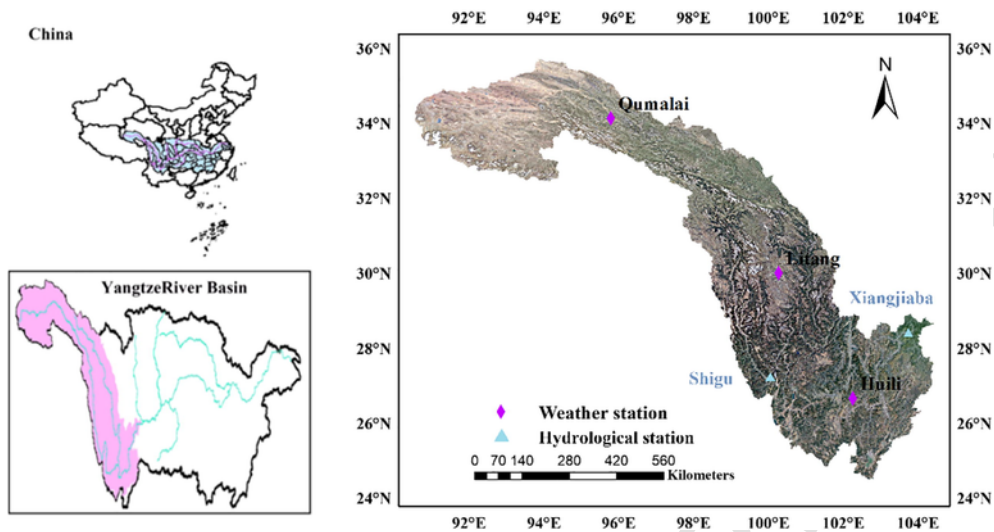 China
YangtzeRiver Basin
92°E 94°E 96°E 98°E 100°E 102°E 104°E
36°N 36°N
34°N 34°N
32°N 32°N
30°N 30°N
28°N 28°N
26°N 26°N
24°N 24°N
N
Qumalai
Litang
Xiangjiaba
Shigu
Huili
Weather station
Hydrological station
0 70 140 280 420 560
Kilometers
92°E 94°E 96°E 98°E 100°E 102°E 104°E